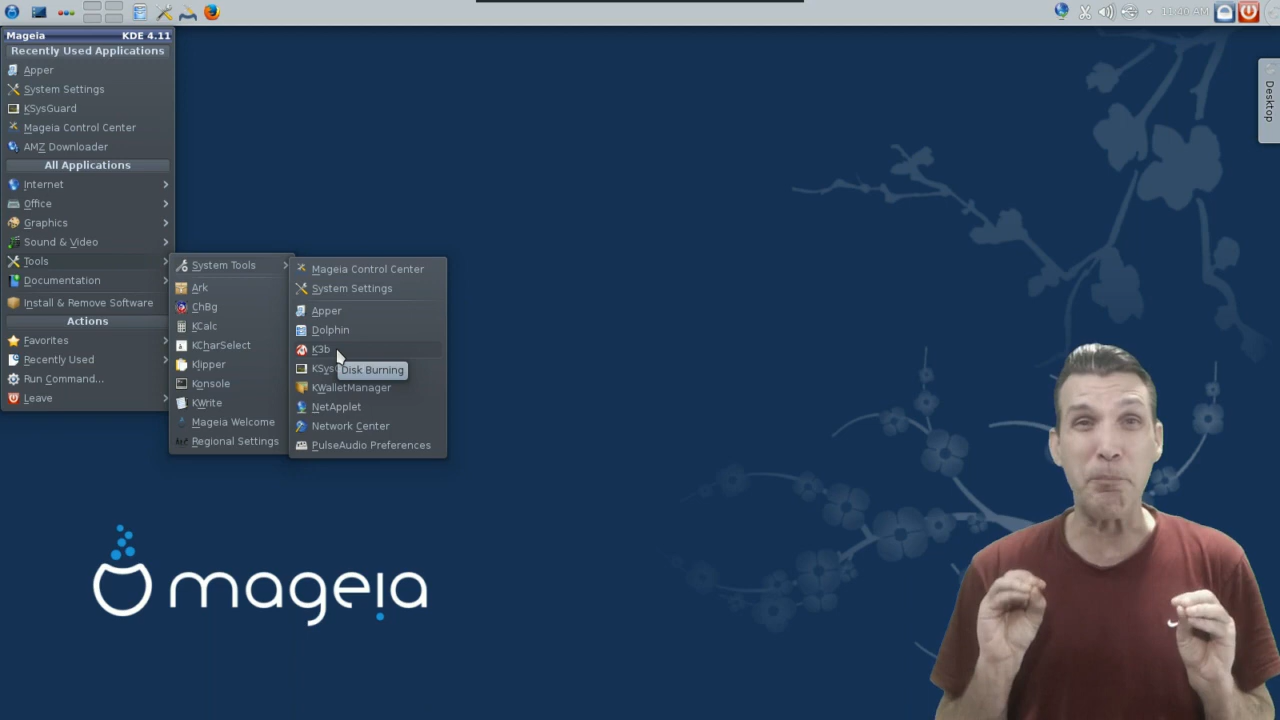 11:40 AM
Mageia KDE 4.11
Recently Used Applications
Apper
System Settings
KSysGuard
Mageia Control Center
AMZ Downloader
All Applications
Internet
Office
Graphics
Sound & Video
Tools
Documentation
Install & Remove Software
Actions
Favorites
Recently Used
Run Command...
Leave
System Tools
Ark
ChBg
KCalc
KCharSelect
Klipper
Konsole
KWrite
Mageia Welcome
Regional Settings
Mageia Control Center
System Settings
Apper
Dolphin
K3b
Disk Burning
KWalletManager
NetApplet
Network Center
PulseAudio Preferences
Desktop
mageia